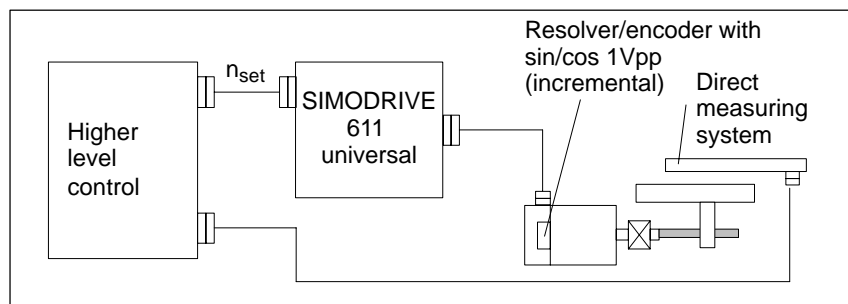 Resolver/encoder with
sin/cos 1Vpp
(incremental)
Direct
measuring
system
nset
SIMODRIVE
611
universal
Higher
level
control